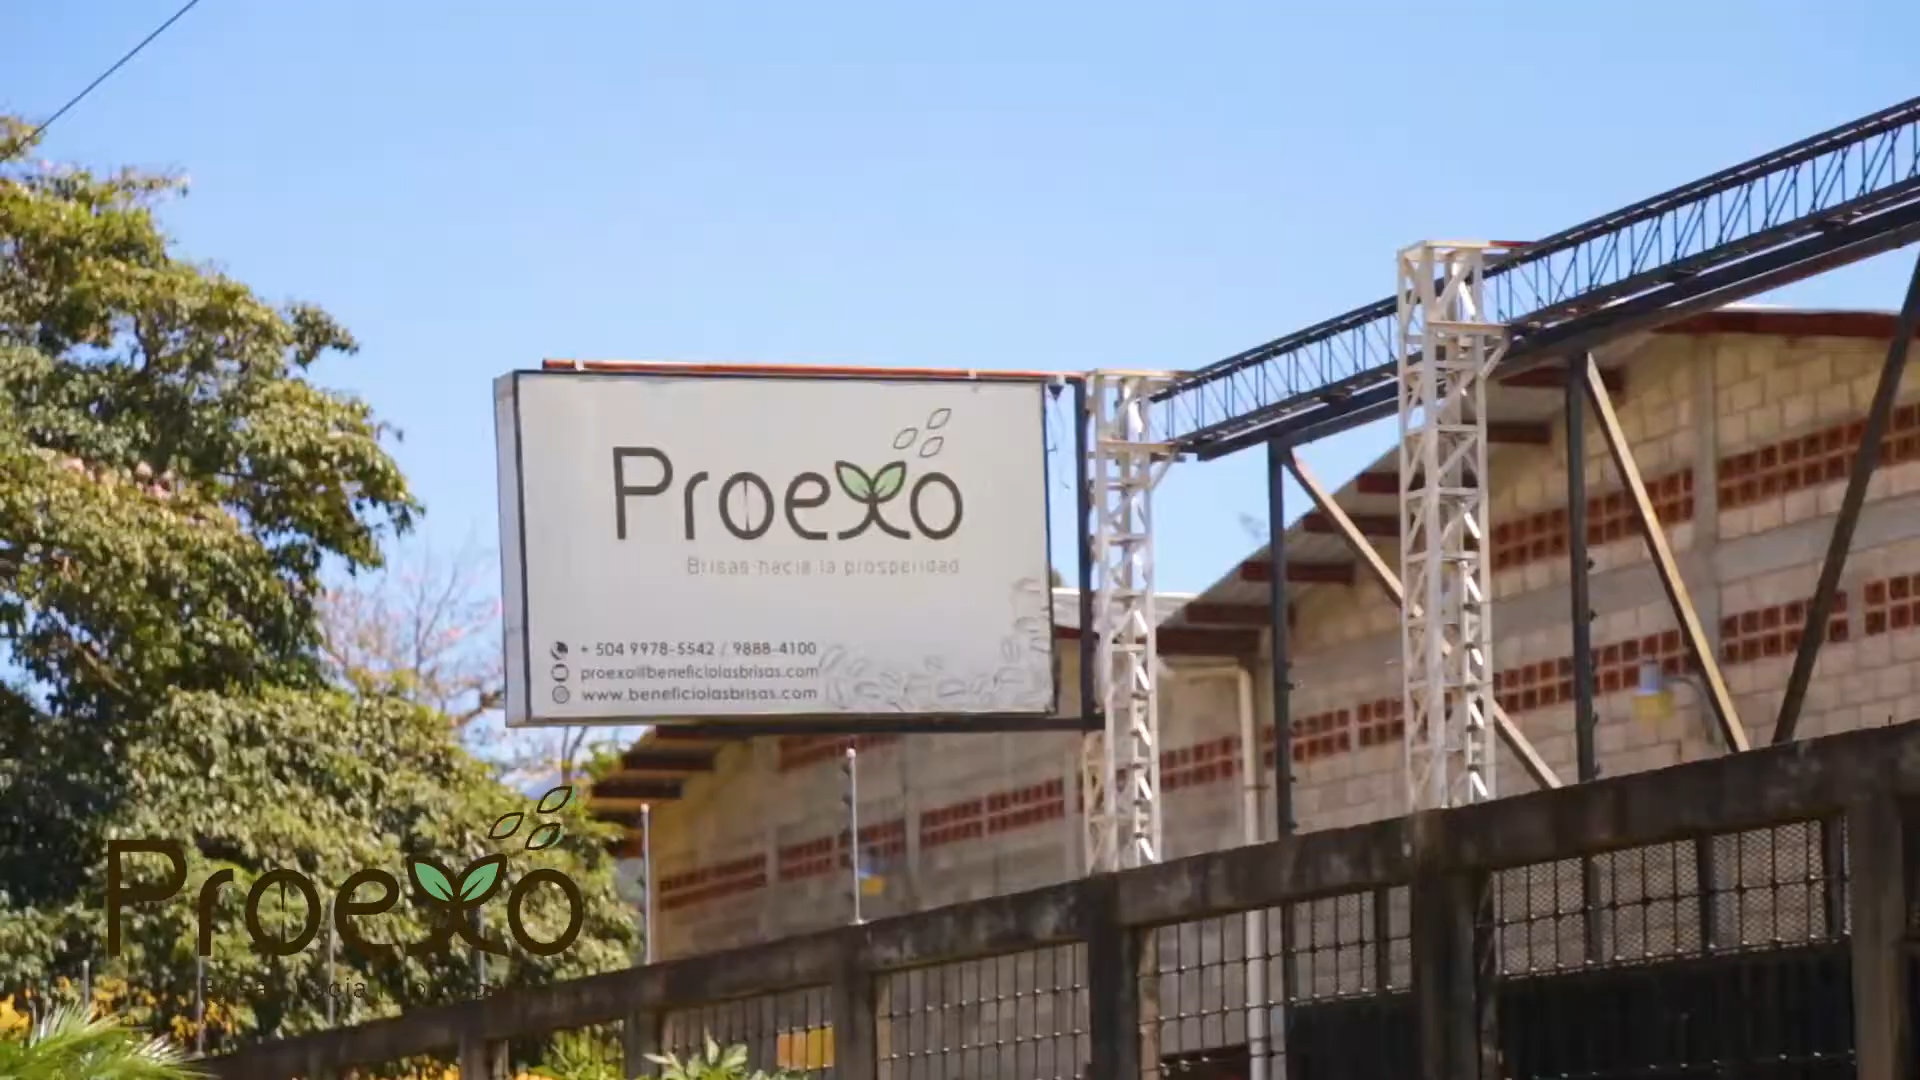 Proexo
Brisas hacia la prosperidad
+ 504 9978-5542 / 9888-4100
proexo@beneficiolasbrisas.com
www.beneficiolasbrisas.com
Proexo